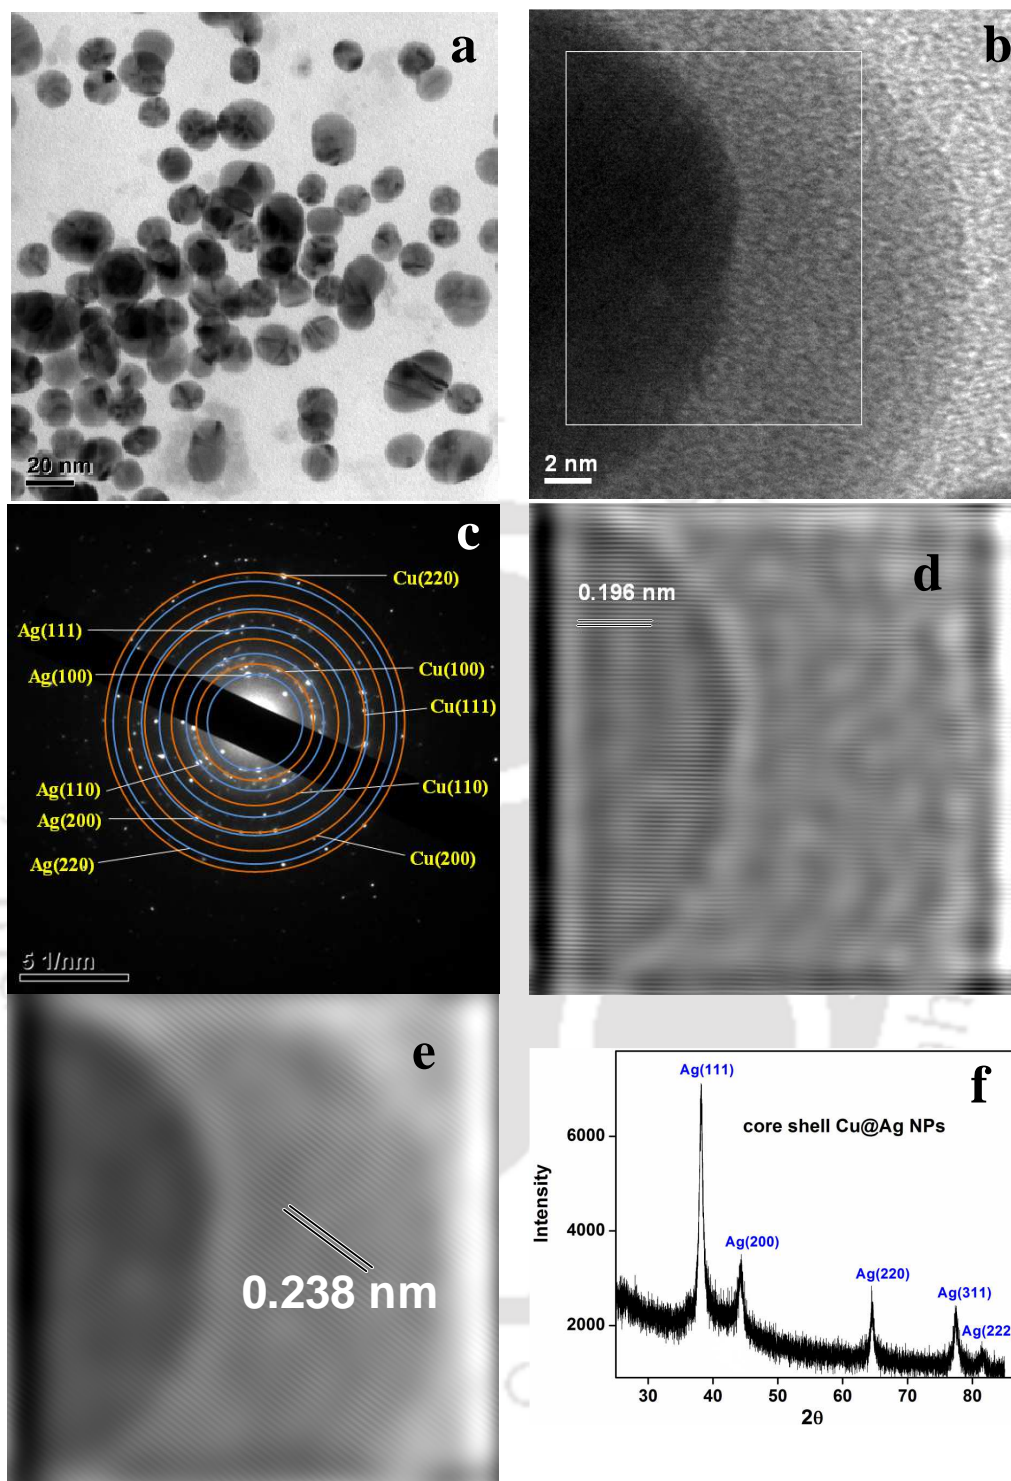 a
b
20 nm
2 nm
c
Cu(220)
Ag(111)
Cu(100)
Ag(100)
Cu(111)
Ag(110)
Cu(110)
Ag(200)
Cu(200)
Ag(220)
5 1/nm
d
0.196 nm
e
0.238 nm
f
Ag(111)
core shell Cu@Ag NPs
6000
Intensity
4000
Ag(200)
Ag(220)
Ag(311)
Ag(222
2000
30 40 50 60 70 80
2θ